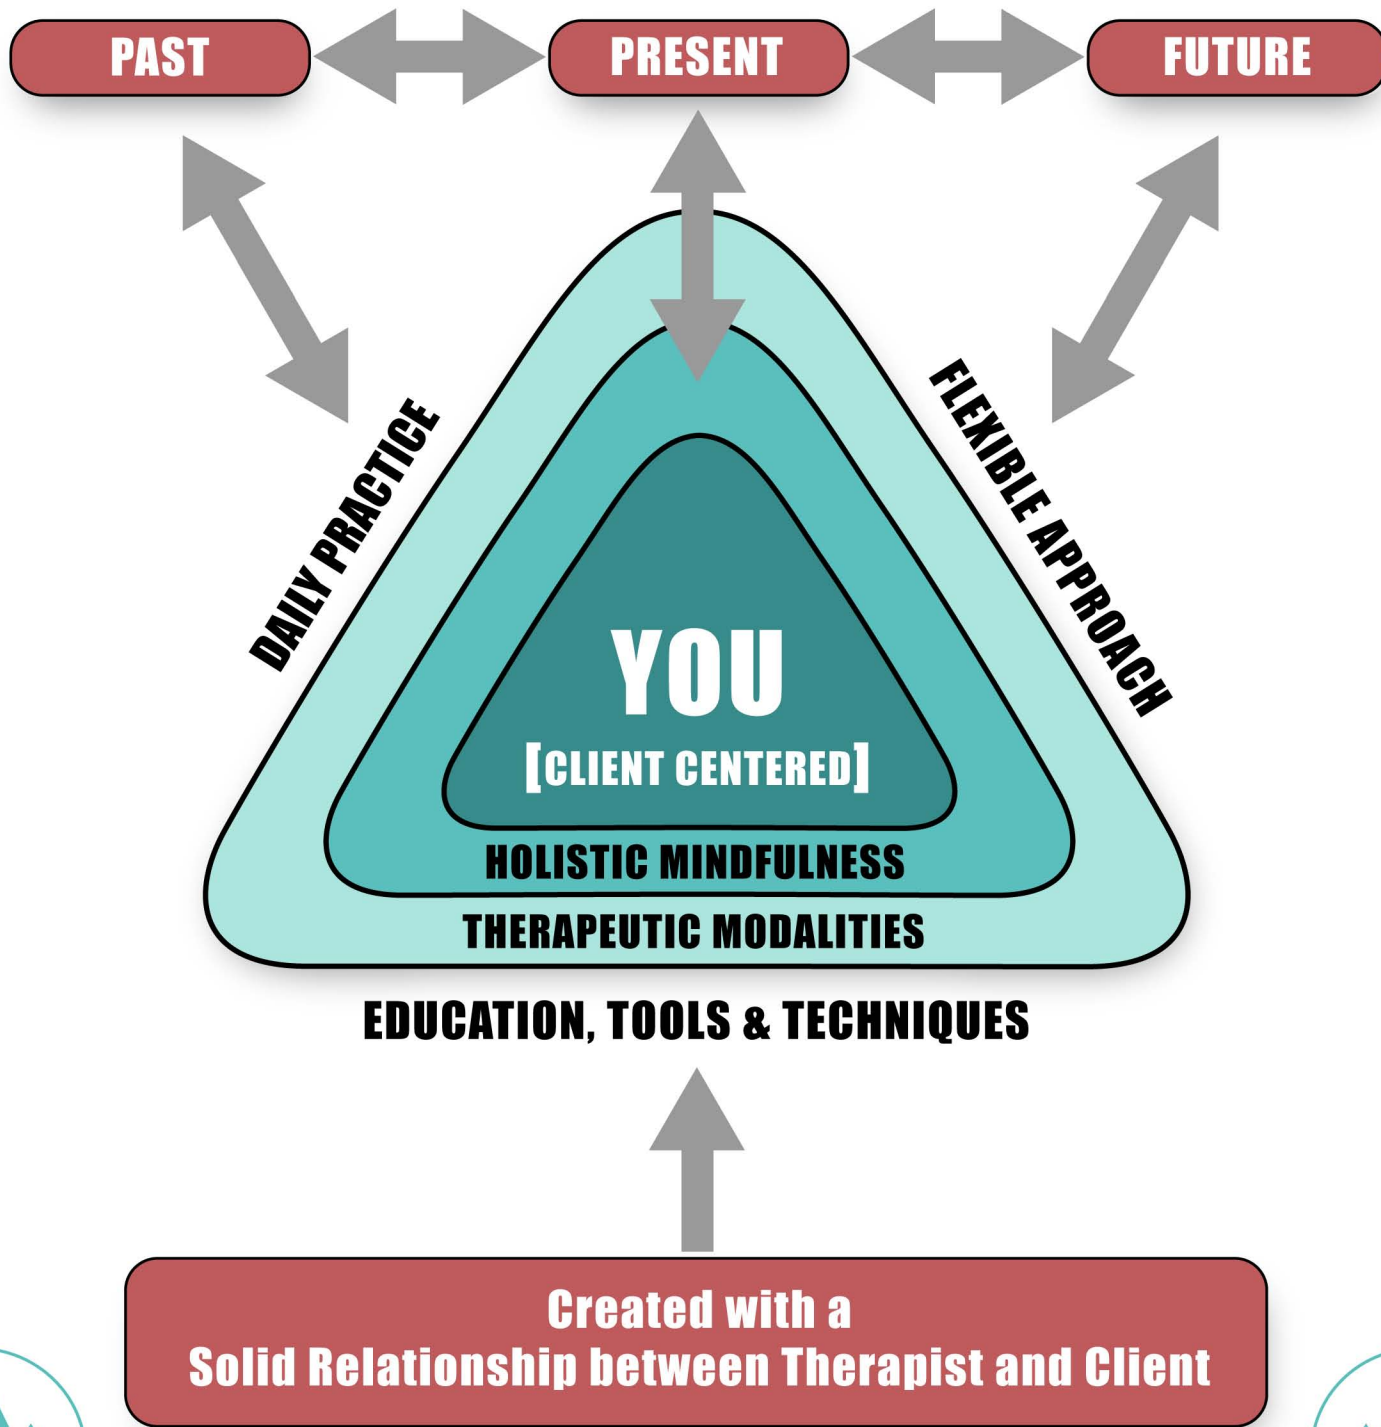 PAST
PRESENT
FUTURE
DAILY PRACTICE
FLEXIBLE APPROACH
YOU
[CLIENT CENTERED]
HOLISTIC MINDFULNESS
THERAPEUTIC MODALITIES
EDUCATION, TOOLS & TECHNIQUES
Created with a
Solid Relationship between Therapist and Client